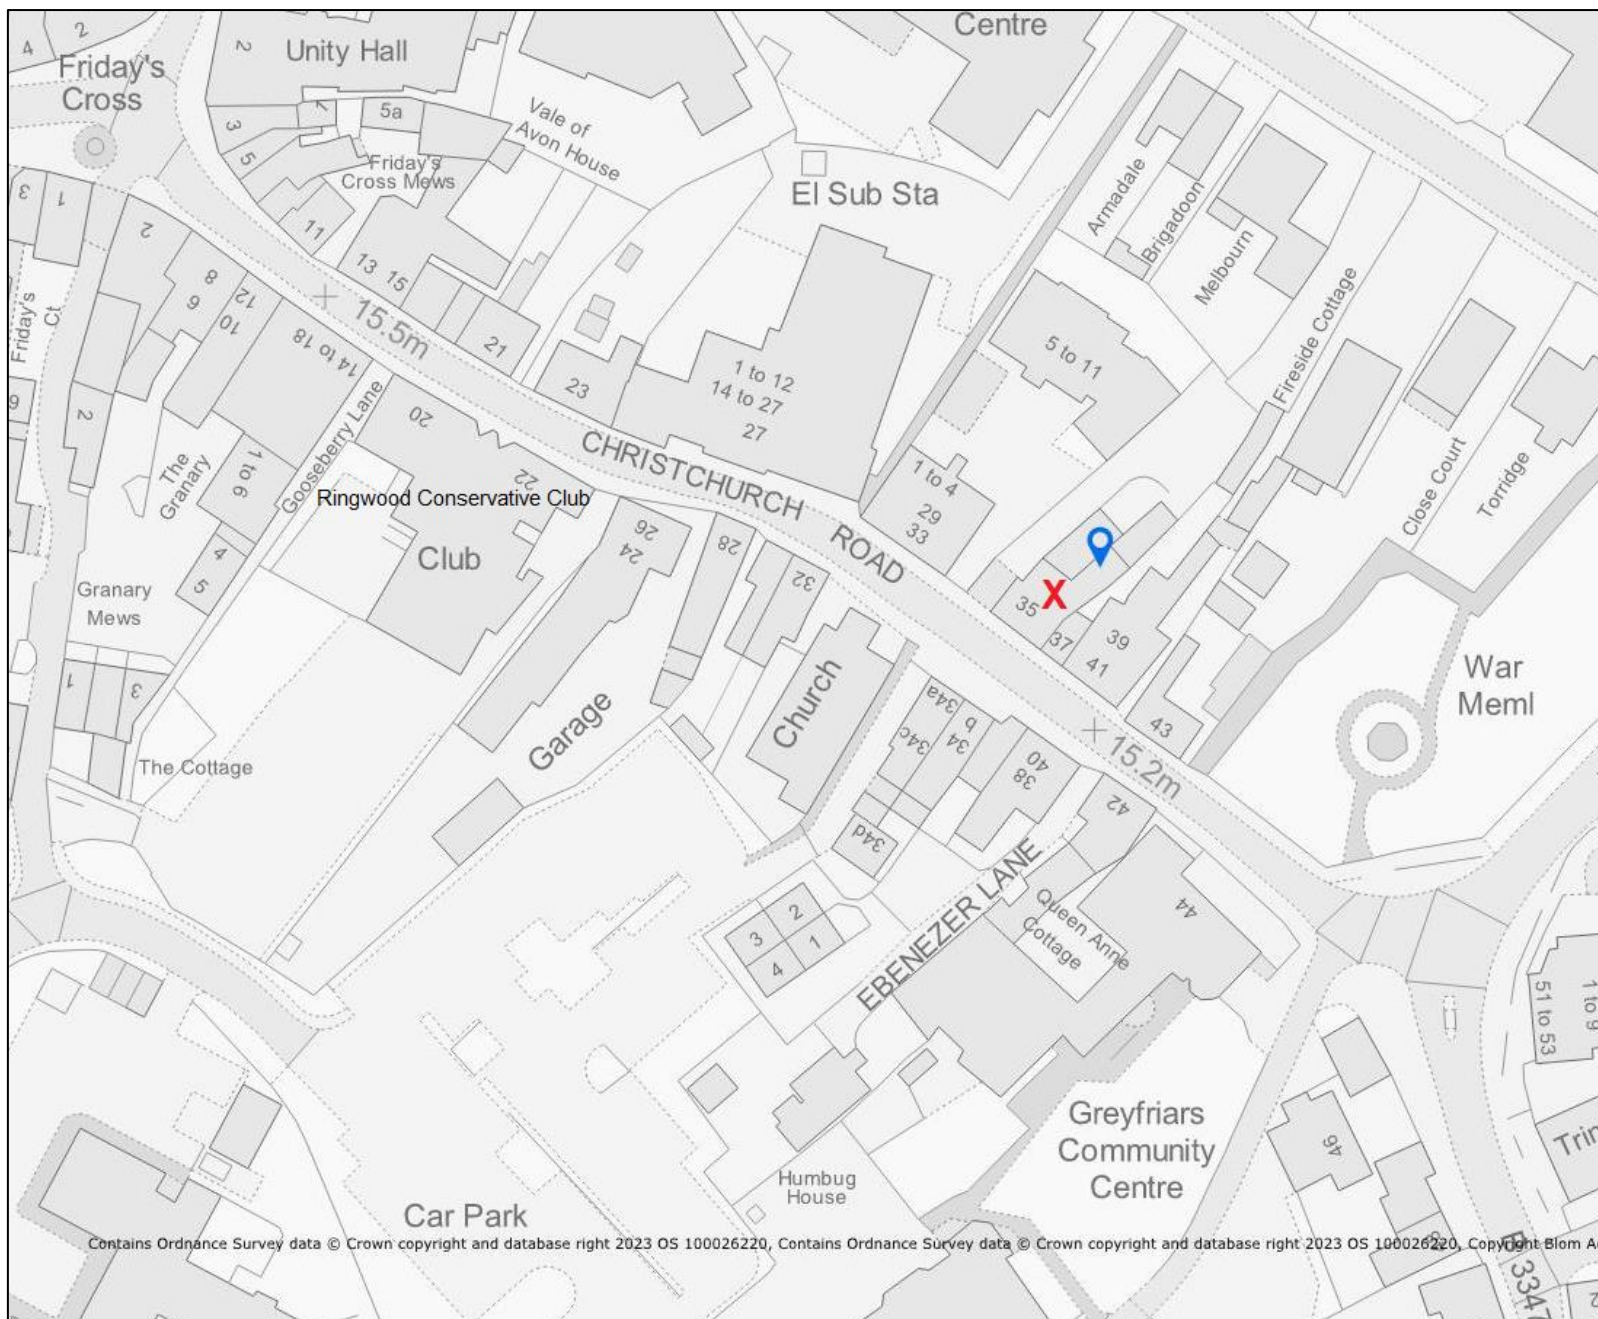 4
2
Friday's
Cross
2
Unity Hall
Centre
7
5a
3
5
Vale of
Avon House
Friday's
Cross Mews
El Sub Sta
Armadale
Brigadoon
Melbourn
Fireside Cottage
3
1
2
11
13
15
8
6
12
10
14 to 18
15.5m
21
23
1 to 12
14 to 27
27
5 to 11
Friday's
Ct
2
The
Granary
1 to 6
Gooseberry Lane
20
22
Ringwood Conservative Club
Club
CHRISTCHURCH
ROAD
1 to 4
29
33
Close Court
Torridge
4
5
Granary
Mews
26
24
28
32
35
X
37
39
41
43
War
Meml
1
3
The Cottage
Garage
Church
34a
34c
34
b
34d
38
40
15.2m
42
44
EBENEZER LANE
Queen Anne
Cottage
3
2
4
1
51 to 53
1 to 9
Greyfriars
Community
Centre
46
Humbug
House
Car Park
Contains Ordnance Survey data © Crown copyright and database right 2023 OS 100026220, Contains Ordnance Survey data © Crown copyright and database right 2023 OS 100026220, Copyright Blom
B 3347